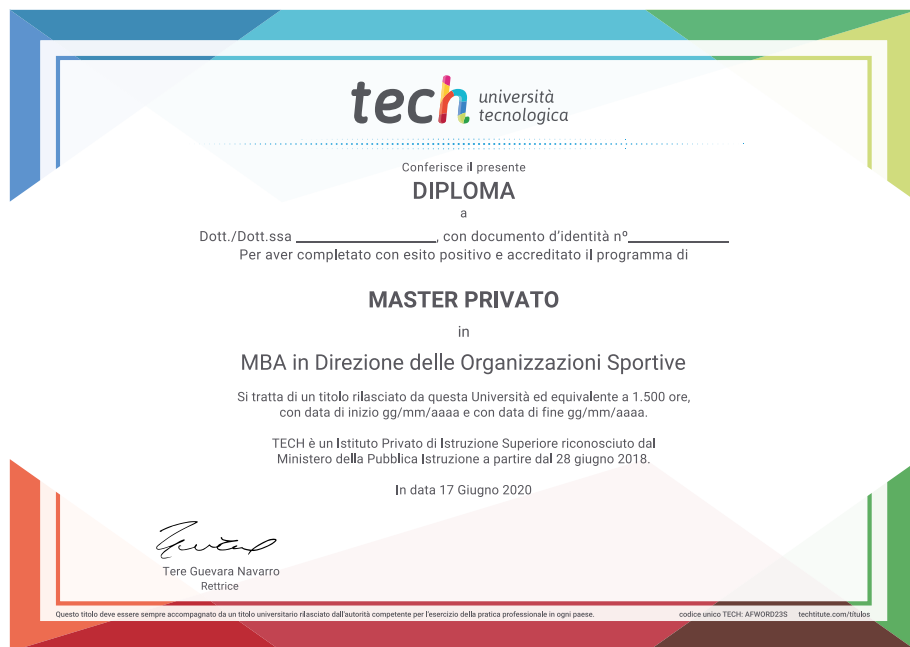 tech università
tecnologica
Conferisce il presente
DIPLOMA
a
Dott./Dott.ssa ________________, con documento d'identità nº____________
Per aver completato con esito positivo e accreditato il programma di
MASTER PRIVATO
in
MBA in Direzione delle Organizzazioni Sportive
Si tratta di un titolo rilasciato da questa Università ed equivalente a 1.500 ore,
con data di inizio gg/mm/aaaa e con data di fine gg/mm/aaaa.
TECH è un Istituto Privato di Istruzione Superiore riconosciuto dal
Ministero della Pubblica Istruzione a partire dal 28 giugno 2018.
In data 17 Giugno 2020
Tere Guevara Navarro
Rettrice
Questo titolo deve essere sempre accompagnato da un titolo universitario rilasciato dall'autorità competente per l'esercizio della pratica professionale in ogni paese. codice unico TECH: AFWORD23S techtitute.com/titulos